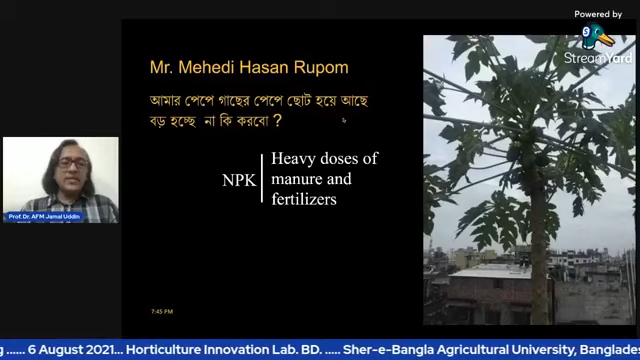 Powered by
StreamYard
Mr. Mehedi Hasan Rupom
আমার পেপে গাছের পেপে ছোট হয়ে আছে
বড় হচ্ছে না কি করবো ?
NPK
Heavy doses of
manure and
fertilizers
Prof. Dr. AFM Jamal Uddin
7:45 PM
...... 6 August 2021... Horticulture Innovation Lab. BD. ..... Sher-e-Bangla Agricultural University,